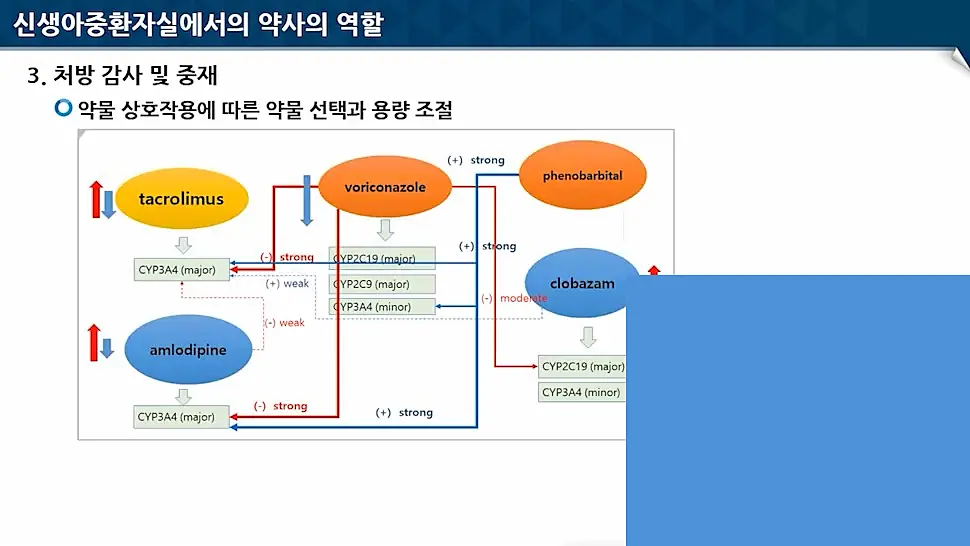 신생아중환자실에서의 약사의 역할
3. 처방 감사 및 중재
약물 상호작용에 따른 약물 선택과 용량 조절
(+) strong
tacrolimus
voriconazole
phenobarbital
(-) strong
(+) strong
CYP3A4 (major)
CYP2C19 (major)
CYP2C9 (major)
CYP3A4 (minor)
(+) weak
(-) moderate
clobazam
(-) weak
amlodipine
CYP2C19 (major)
CYP3A4 (minor)
CYP3A4 (major)
(-) strong
(+) strong